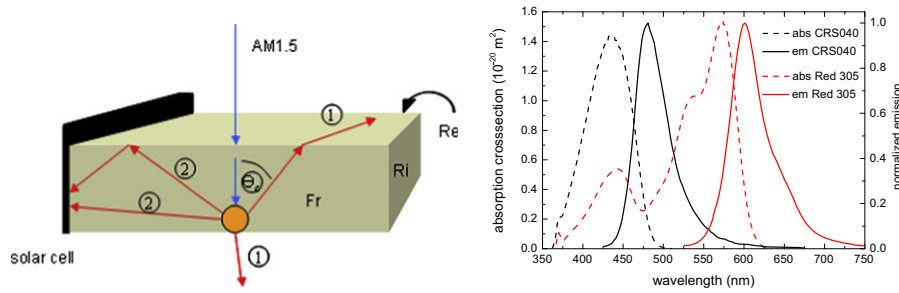 AM1.5
①
Re
②
Ri
Θc
②
Fr
solar cell
①
absorption crossection (10⁻²⁰ m²)
1.6
1.4
1.2
1.0
0.8
0.6
0.4
0.2
0.0
abs CRS040
em CRS040
abs Red 305
em Red 305
1.0
0.8
0.6
0.4
0.2
0.0
normalized emission
350 400 450 500 550 600 650 700 750
wavelength (nm)